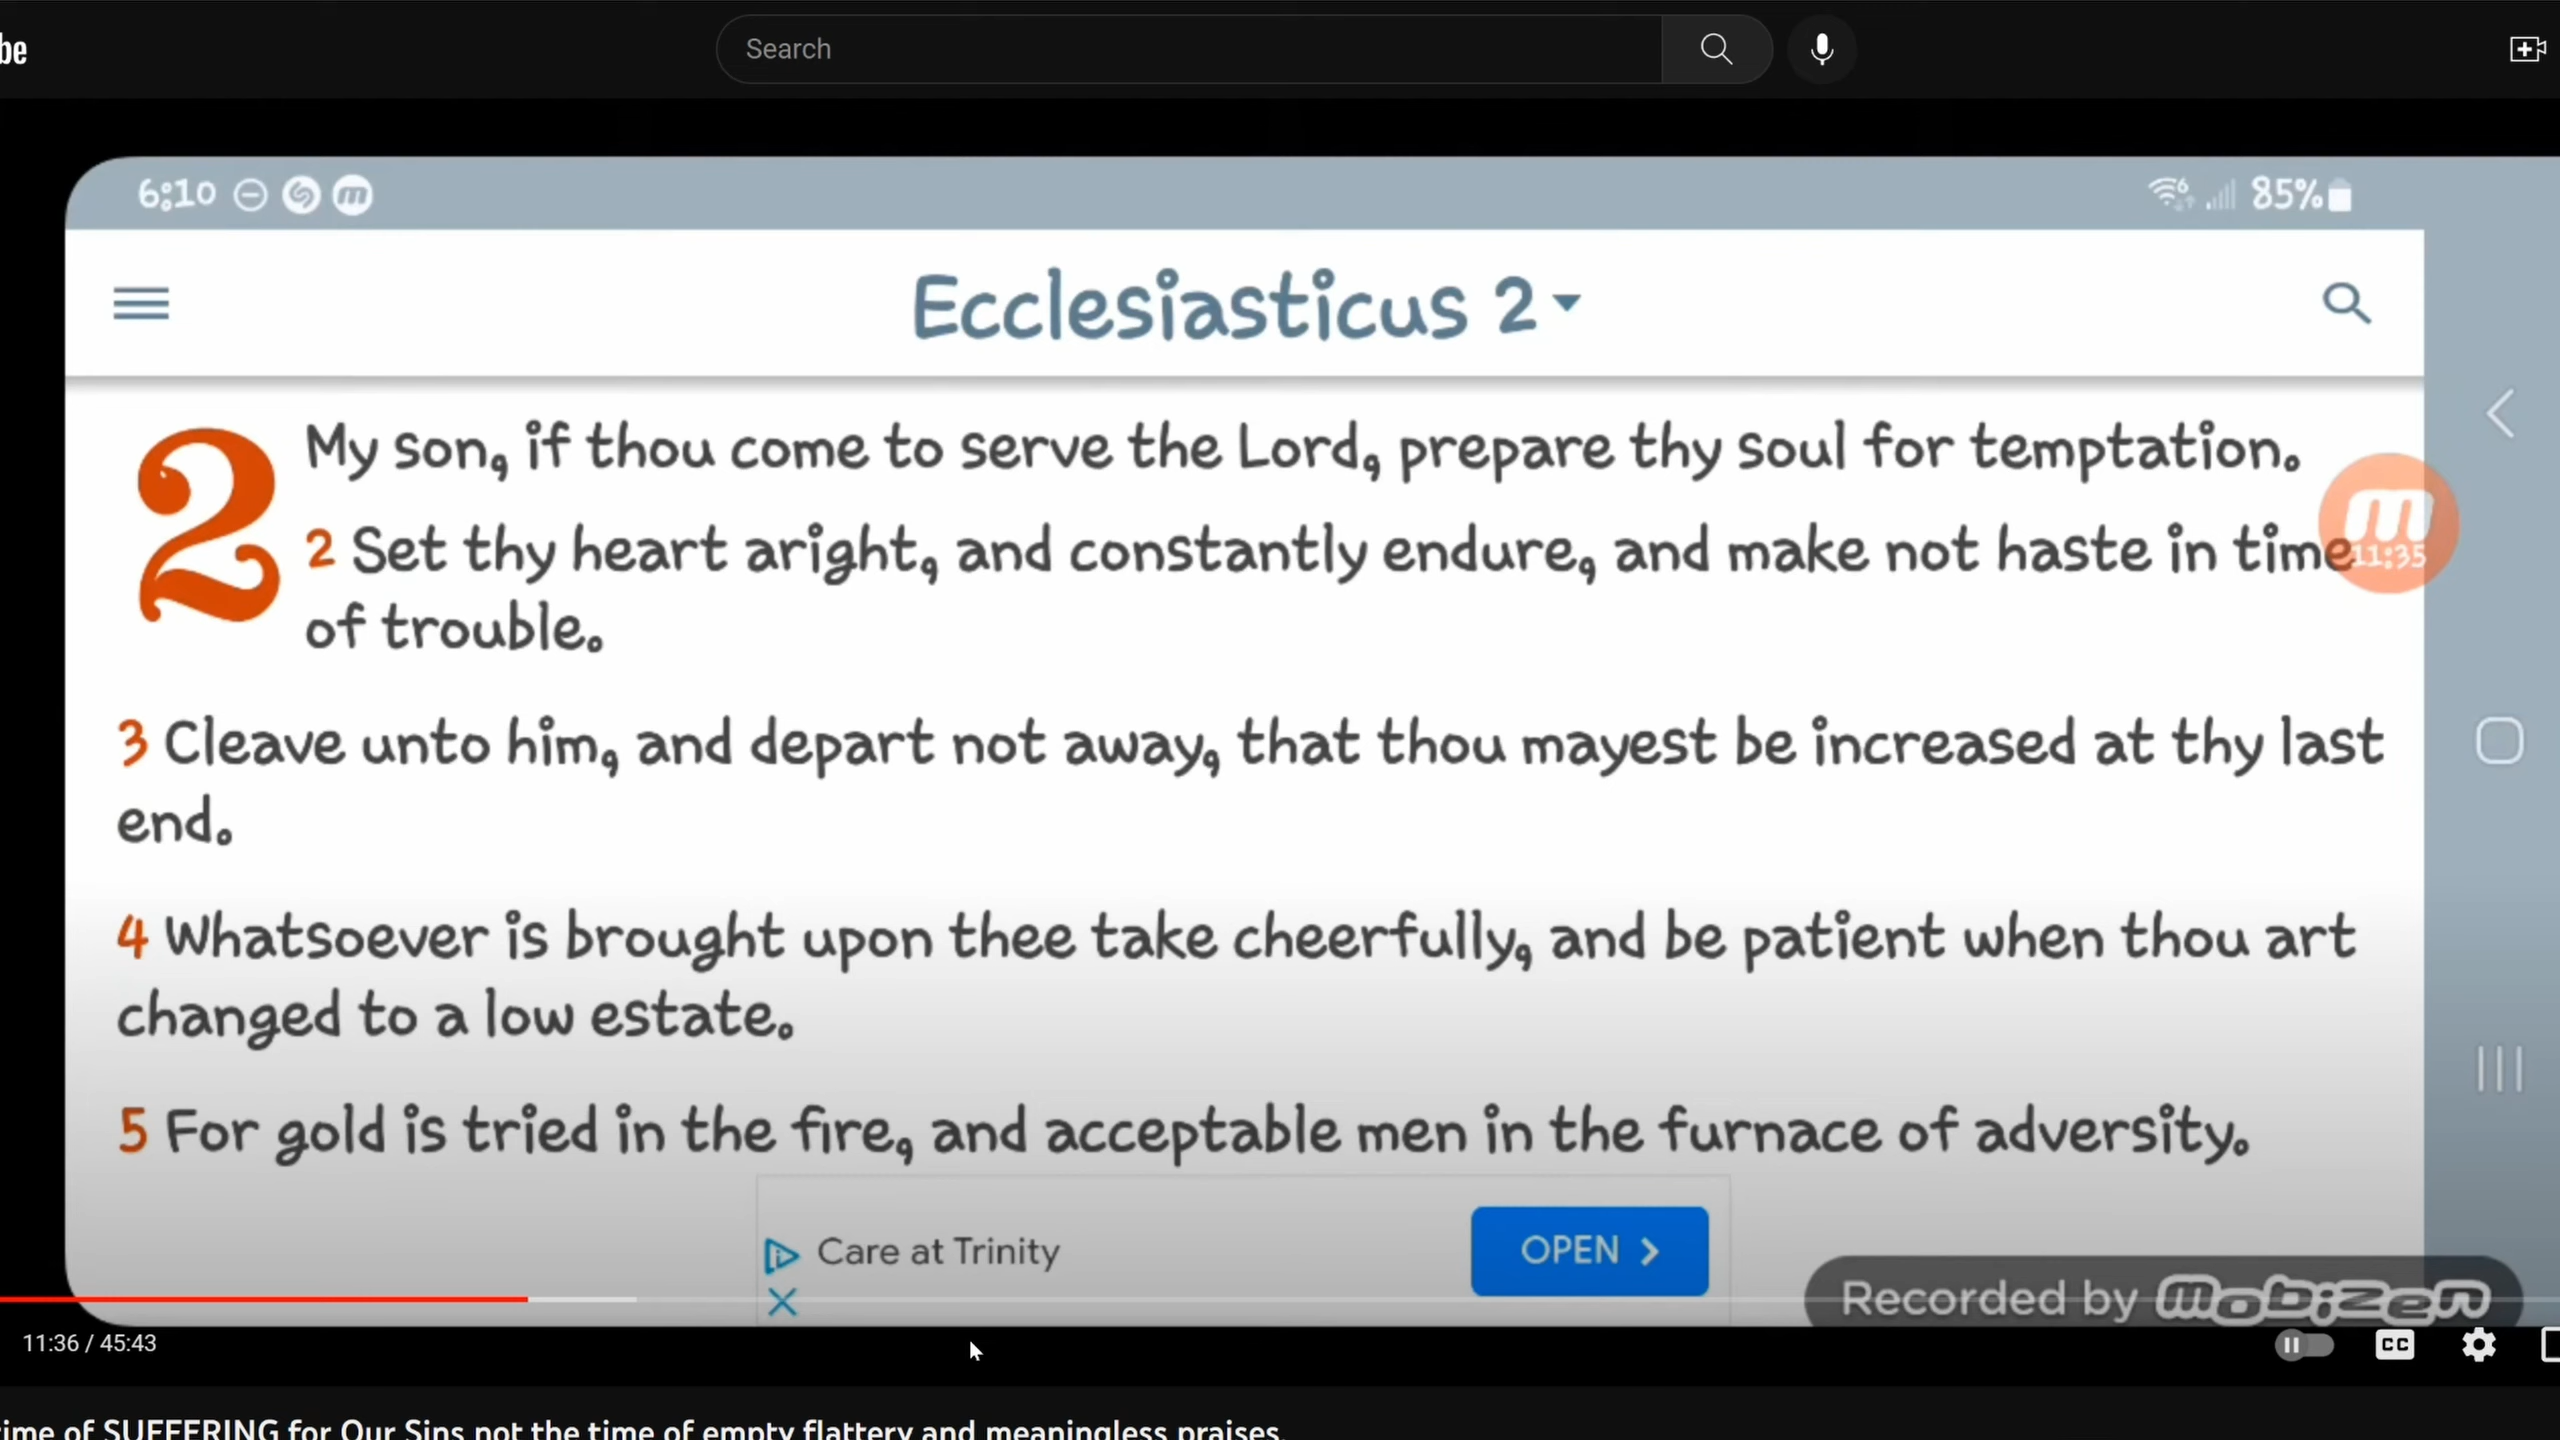 be
Search
6:10
85%
Ecclesiasticus 2
2 My son, if thou come to serve the Lord, prepare thy soul for temptation.
2 Set thy heart aright, and constantly endure, and make not haste in time
11:35
of trouble.
3 Cleave unto him, and depart not away, that thou mayest be increased at thy last
end.
4 Whatsoever is brought upon thee take cheerfully, and be patient when thou art
changed to a low estate.
5 For gold is tried in the fire, and acceptable men in the furnace of adversity.
Care at Trinity
OPEN
Recorded by mobizen
11:36 / 45:43
CC
ime of SUFFERING for Our Sins not the time of empty flattery and meaningless praises.